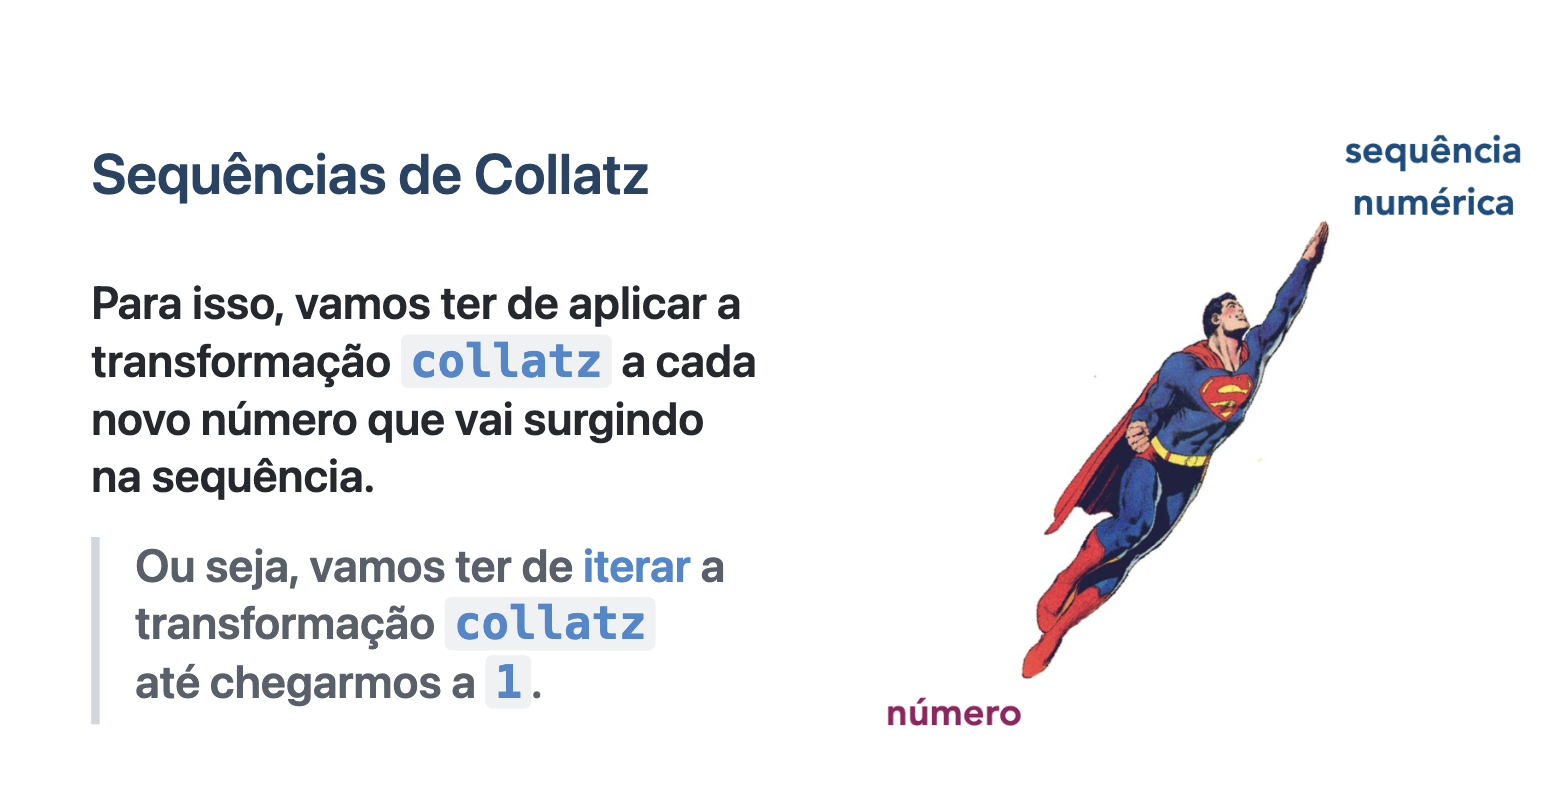 Sequências de Collatz
Para isso, vamos ter de aplicar a
transformação collatz a cada
novo número que vai surgindo
na sequência.
Ou seja, vamos ter de iterar a
transformação collatz
até chegarmos a 1.
sequência
numérica
número